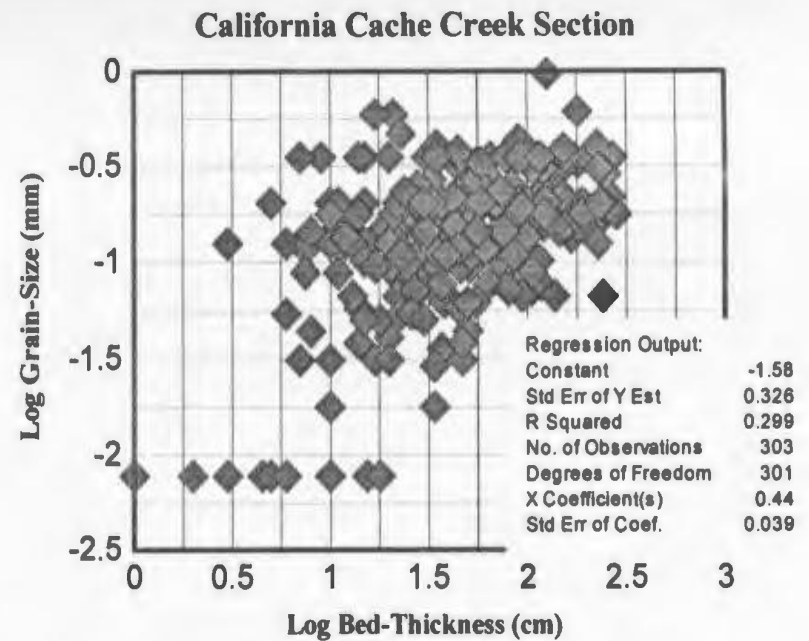 California Cache Creek Section
0
-0.5
-1
-1.5
-2
-2.5
Log Grain-Size (mm)
Regression Output:
Constant -1.58
Std Err of Y Est 0.326
R Squared 0.299
No. of Observations 303
Degrees of Freedom 301
X Coefficient(s) 0.44
Std Err of Coef. 0.039
0 0.5 1 1.5 2 2.5 3
Log Bed-Thickness (cm)